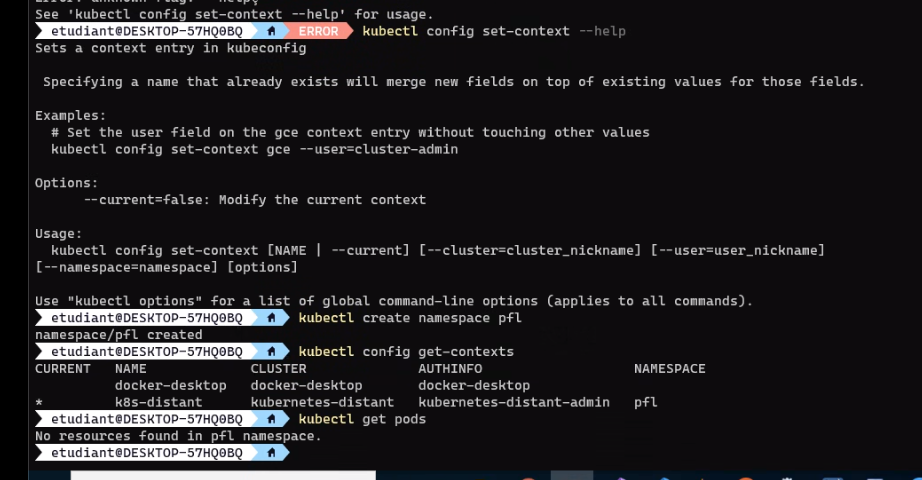 See 'kubectl config set-context --help' for usage.
etudiant@DESKTOP-57HQ0BQ ERROR kubectl config set-context --help
Sets a context entry in kubeconfig
Specifying a name that already exists will merge new fields on top of existing values for those fields.
Examples:
# Set the user field on the gce context entry without touching other values
kubectl config set-context gce --user=cluster-admin
Options:
--current=false: Modify the current context
Usage:
kubectl config set-context [NAME | --current] [--cluster=cluster_nickname] [--user=user_nickname]
[--namespace=namespace] [options]
Use "kubectl options" for a list of global command-line options (applies to all commands).
etudiant@DESKTOP-57HQ0BQ kubectl create namespace pfl
namespace/pfl created
etudiant@DESKTOP-57HQ0BQ kubectl config get-contexts
CURRENT NAME CLUSTER AUTHINFO NAMESPACE
docker-desktop docker-desktop docker-desktop
* k8s-distant kubernetes-distant kubernetes-distant-admin pfl
etudiant@DESKTOP-57HQ0BQ kubectl get pods
No resources found in pfl namespace.
etudiant@DESKTOP-57HQ0BQ